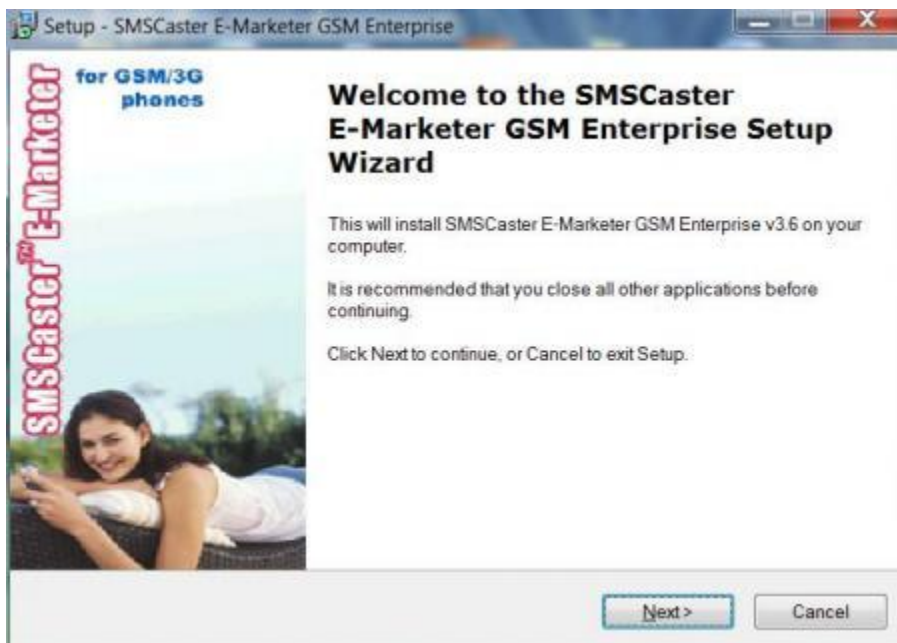 Setup - SMSCaster E-Marketer GSM Enterprise
SMSCaster™ E-Marketer
for GSM/3G
phones
Welcome to the SMSCaster
E-Marketer GSM Enterprise Setup
Wizard
This will install SMSCaster E-Marketer GSM Enterprise v3.6 on your
computer.
It is recommended that you close all other applications before
continuing.
Click Next to continue, or Cancel to exit Setup.
Next >
Cancel